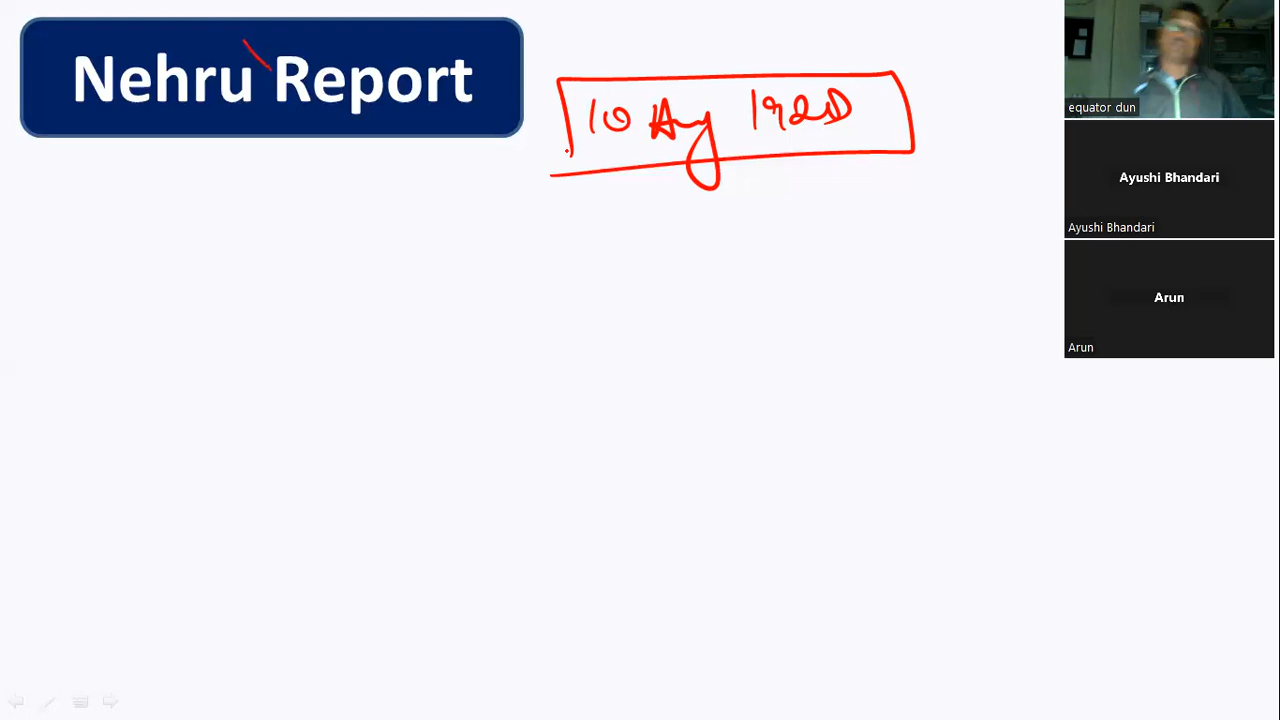 Nehru Report
10 Aug 1928
equator dun
Ayushi Bhandari
Ayushi Bhandari
Arun
Arun